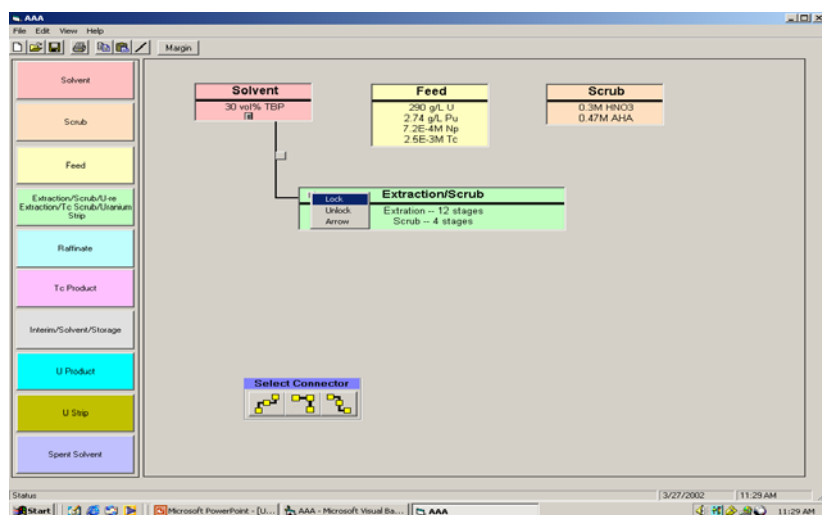 AAA
File Edit View Help
Margin
Solvent
Scrub
Feed
Extraction/Scrub/U-re
Extraction/Tc Scrub/Uranium
Strip
Raffinate
Tc Product
Interim/Solvent/Storage
U Product
U Strip
Spent Solvent
Solvent
30 vol% TBP
Feed
290 g/L U
2.74 g/L Pu
7.2E-4M Np
2.5E-3M Tc
Scrub
0.3M HNO3
0.47M AHA
Extraction/Scrub
Extration -- 12 stages
Scrub -- 4 stages
Lock
Unlock
Arrow
Select Connector
Status
3/27/2002 11:29 AM
Start Microsoft PowerPoint - [U... AAA - Microsoft Visual Ba... AAA 11:29 AM